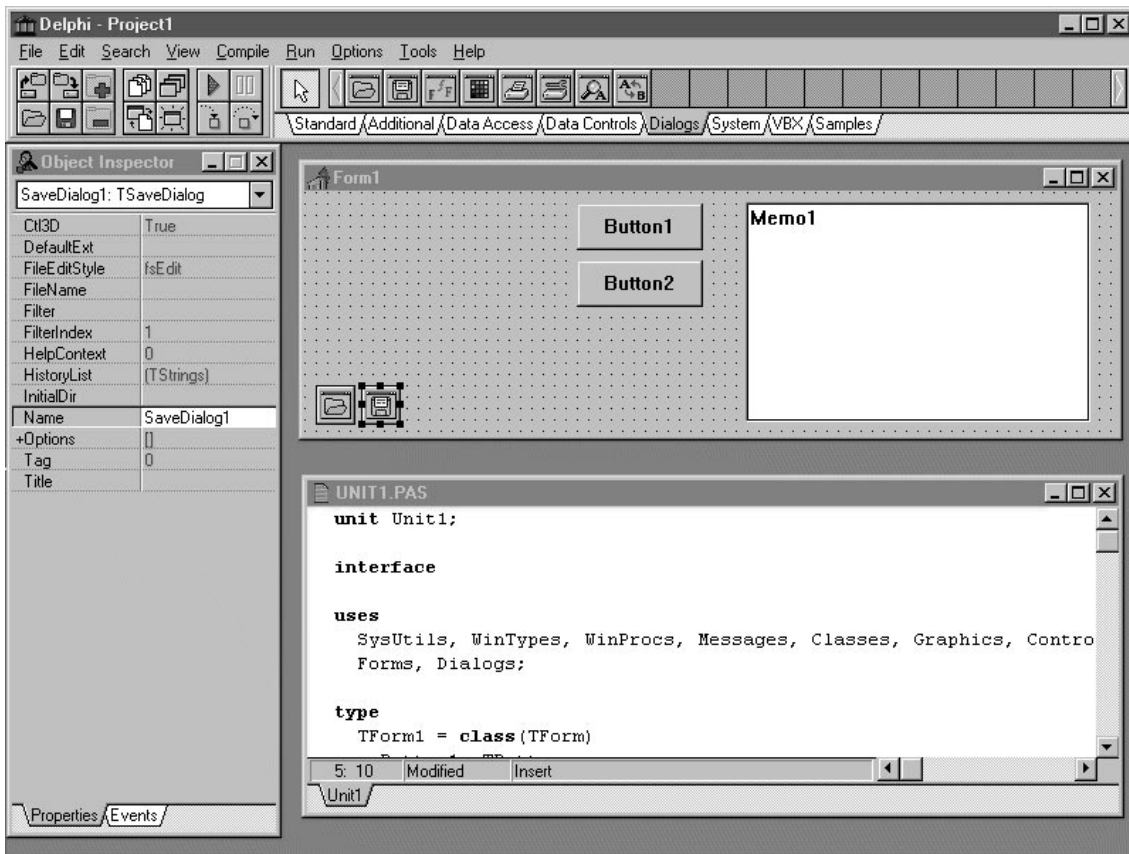 Delphi - Project1
File Edit Search View Compile Run Options Tools Help
Standard Additional Data Access Data Controls Dialogs System VBX Samples
Object Inspector
SaveDialog1: TSaveDialog
Ctl3D True
DefaultExt
FileEditStyle fsEdit
FileName
Filter
FilterIndex 1
HelpContext 0
HistoryList (TStrings)
InitialDir
Name SaveDialog1
+Options []
Tag 0
Title
Properties Events
Form1
Button1
Button2
Memo1
UNIT1.PAS
unit Unit1;
interface
uses
SysUtils, WinTypes, WinProcs, Messages, Classes, Graphics, Contro
Forms, Dialogs;
type
TForm1 = class(TForm)
5: 10 Modified Insert
Unit1